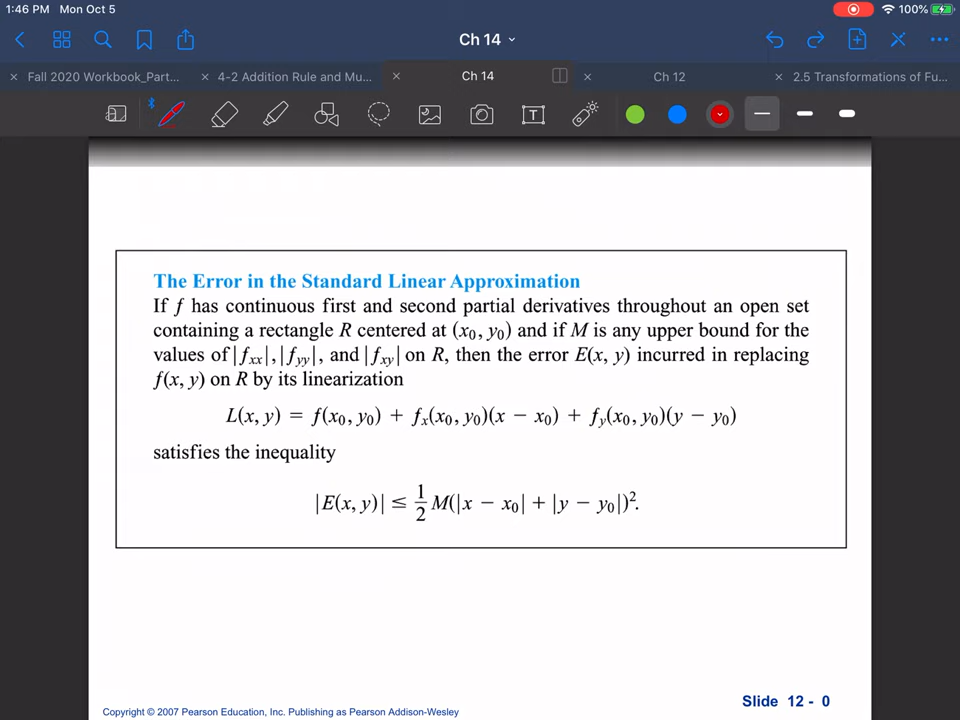 1:46 PM Mon Oct 5
100%
Ch 14
Fall 2020 Workbook_Part...
4-2 Addition Rule and Mu...
Ch 14
Ch 12
2.5 Transformations of Fu...
The Error in the Standard Linear Approximation
If f has continuous first and second partial derivatives throughout an open set
containing a rectangle R centered at (x₀, y₀) and if M is any upper bound for the
values of |fₓₓ|, |f_yy|, and |f_xy| on R, then the error E(x, y) incurred in replacing
f(x, y) on R by its linearization
L(x, y) = f(x₀, y₀) + fₓ(x₀, y₀)(x − x₀) + f_y(x₀, y₀)(y − y₀)
satisfies the inequality
|E(x, y)| ≤ 1/2 M(|x − x₀| + |y − y₀|)².
Slide 12 - 0
Copyright © 2007 Pearson Education, Inc. Publishing as Pearson Addison-Wesley